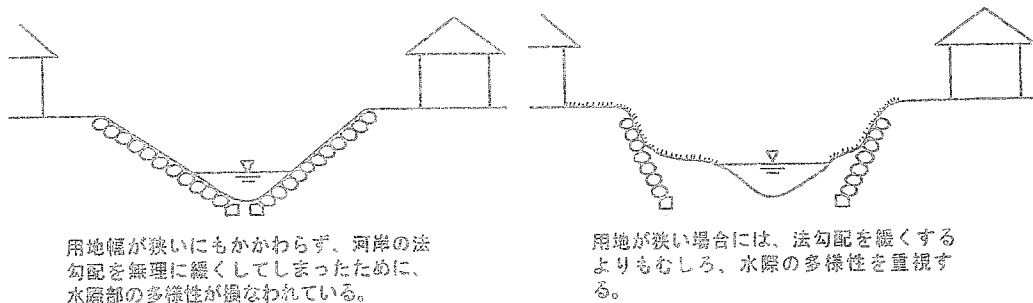 用地幅が狭いにもかかわらず、河岸の法
勾配を無理に緩くしてしまったために、
水際部の多様性が損なわれている。
用地が狭い場合には、法勾配を緩くする
よりもむしろ、水際の多様性を重視す
る。